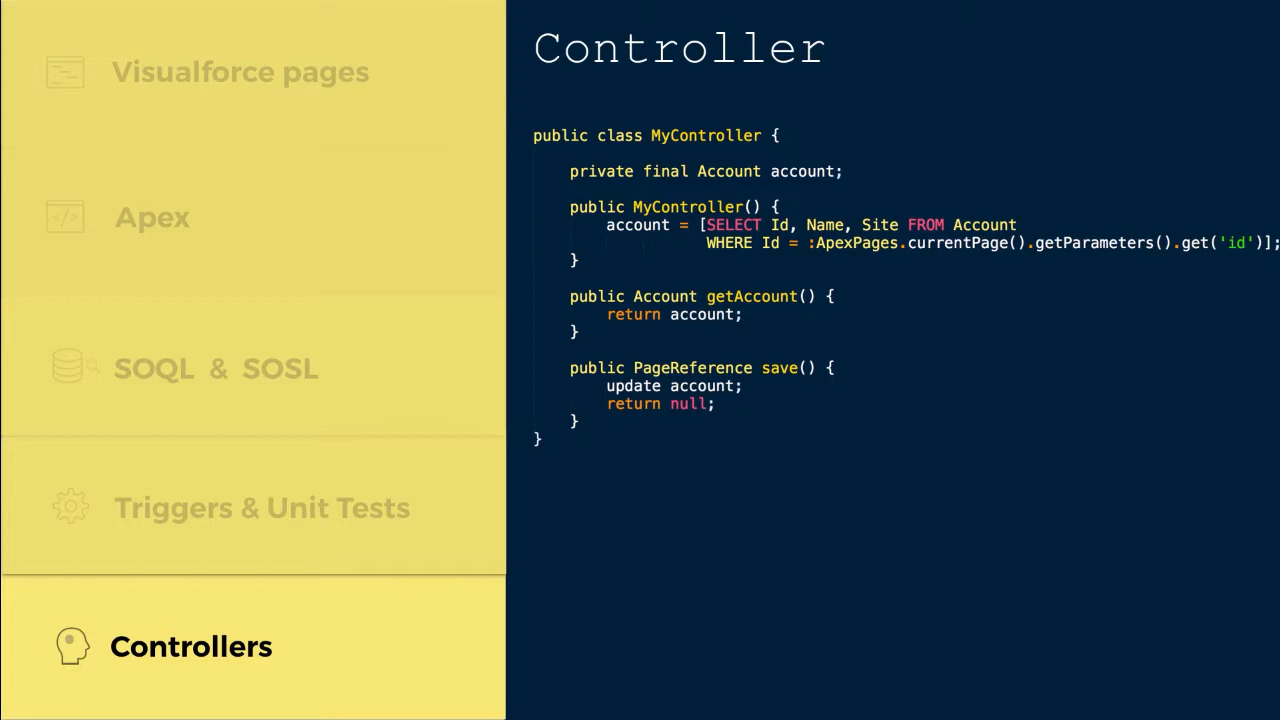 Visualforce pages
Apex
SOQL & SOSL
Triggers & Unit Tests
Controllers
Controller
public class MyController {
private final Account account;
public MyController() {
account = [SELECT Id, Name, Site FROM Account
WHERE Id = :ApexPages.currentPage().getParameters().get('id')];
}
public Account getAccount() {
return account;
}
public PageReference save() {
update account;
return null;
}
}